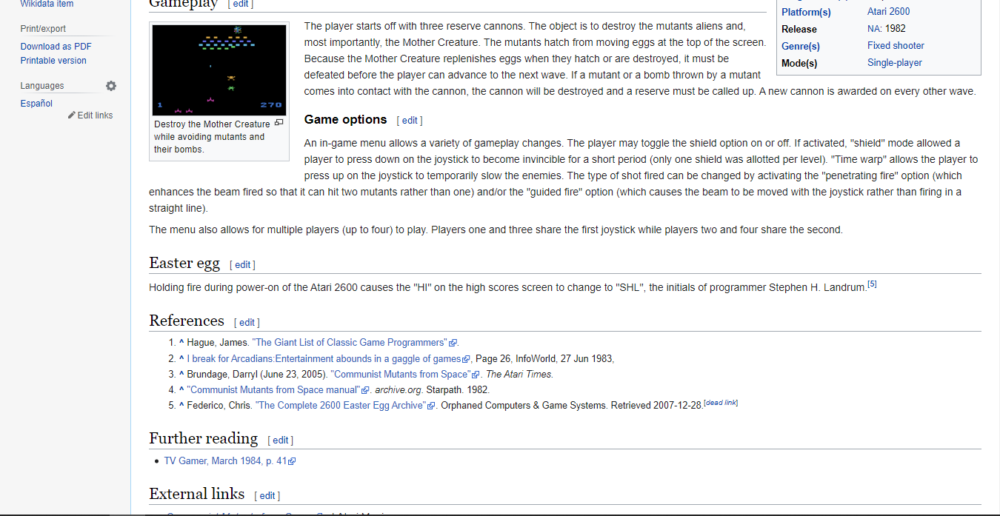 Wikidata item
Print/export
Download as PDF
Printable version
Languages
Español
Edit links
Gameplay [ edit ]
1 270
Destroy the Mother Creature
while avoiding mutants and
their bombs.
The player starts off with three reserve cannons. The object is to destroy the mutants aliens and,
most importantly, the Mother Creature. The mutants hatch from moving eggs at the top of the screen.
Because the Mother Creature replenishes eggs when they hatch or are destroyed, it must be
defeated before the player can advance to the next wave. If a mutant or a bomb thrown by a mutant
comes into contact with the cannon, the cannon will be destroyed and a reserve must be called up. A new cannon is awarded on every other wave.
Platform(s) Atari 2600
Release NA: 1982
Genre(s) Fixed shooter
Mode(s) Single-player
Game options [ edit ]
An in-game menu allows a variety of gameplay changes. The player may toggle the shield option on or off. If activated, "shield" mode allowed a
player to press down on the joystick to become invincible for a short period (only one shield was allotted per level). "Time warp" allows the player to
press up on the joystick to temporarily slow the enemies. The type of shot fired can be changed by activating the "penetrating fire" option (which
enhances the beam fired so that it can hit two mutants rather than one) and/or the "guided fire" option (which causes the beam to be moved with the joystick rather than firing in a
straight line).
The menu also allows for multiple players (up to four) to play. Players one and three share the first joystick while players two and four share the second.
Easter egg [ edit ]
Holding fire during power-on of the Atari 2600 causes the "HI" on the high scores screen to change to "SHL", the initials of programmer Stephen H. Landrum.[5]
References [ edit ]
1. ^ Hague, James. "The Giant List of Classic Game Programmers".
2. ^ I break for Arcadians:Entertainment abounds in a gaggle of games, Page 26, InfoWorld, 27 Jun 1983,
3. ^ Brundage, Darryl (June 23, 2005). "Communist Mutants from Space". The Atari Times.
4. ^ "Communist Mutants from Space manual". archive.org. Starpath. 1982.
5. ^ Federico, Chris. "The Complete 2600 Easter Egg Archive". Orphaned Computers & Game Systems. Retrieved 2007-12-28.[dead link]
Further reading [ edit ]
• TV Gamer, March 1984, p. 41
External links [ edit ]